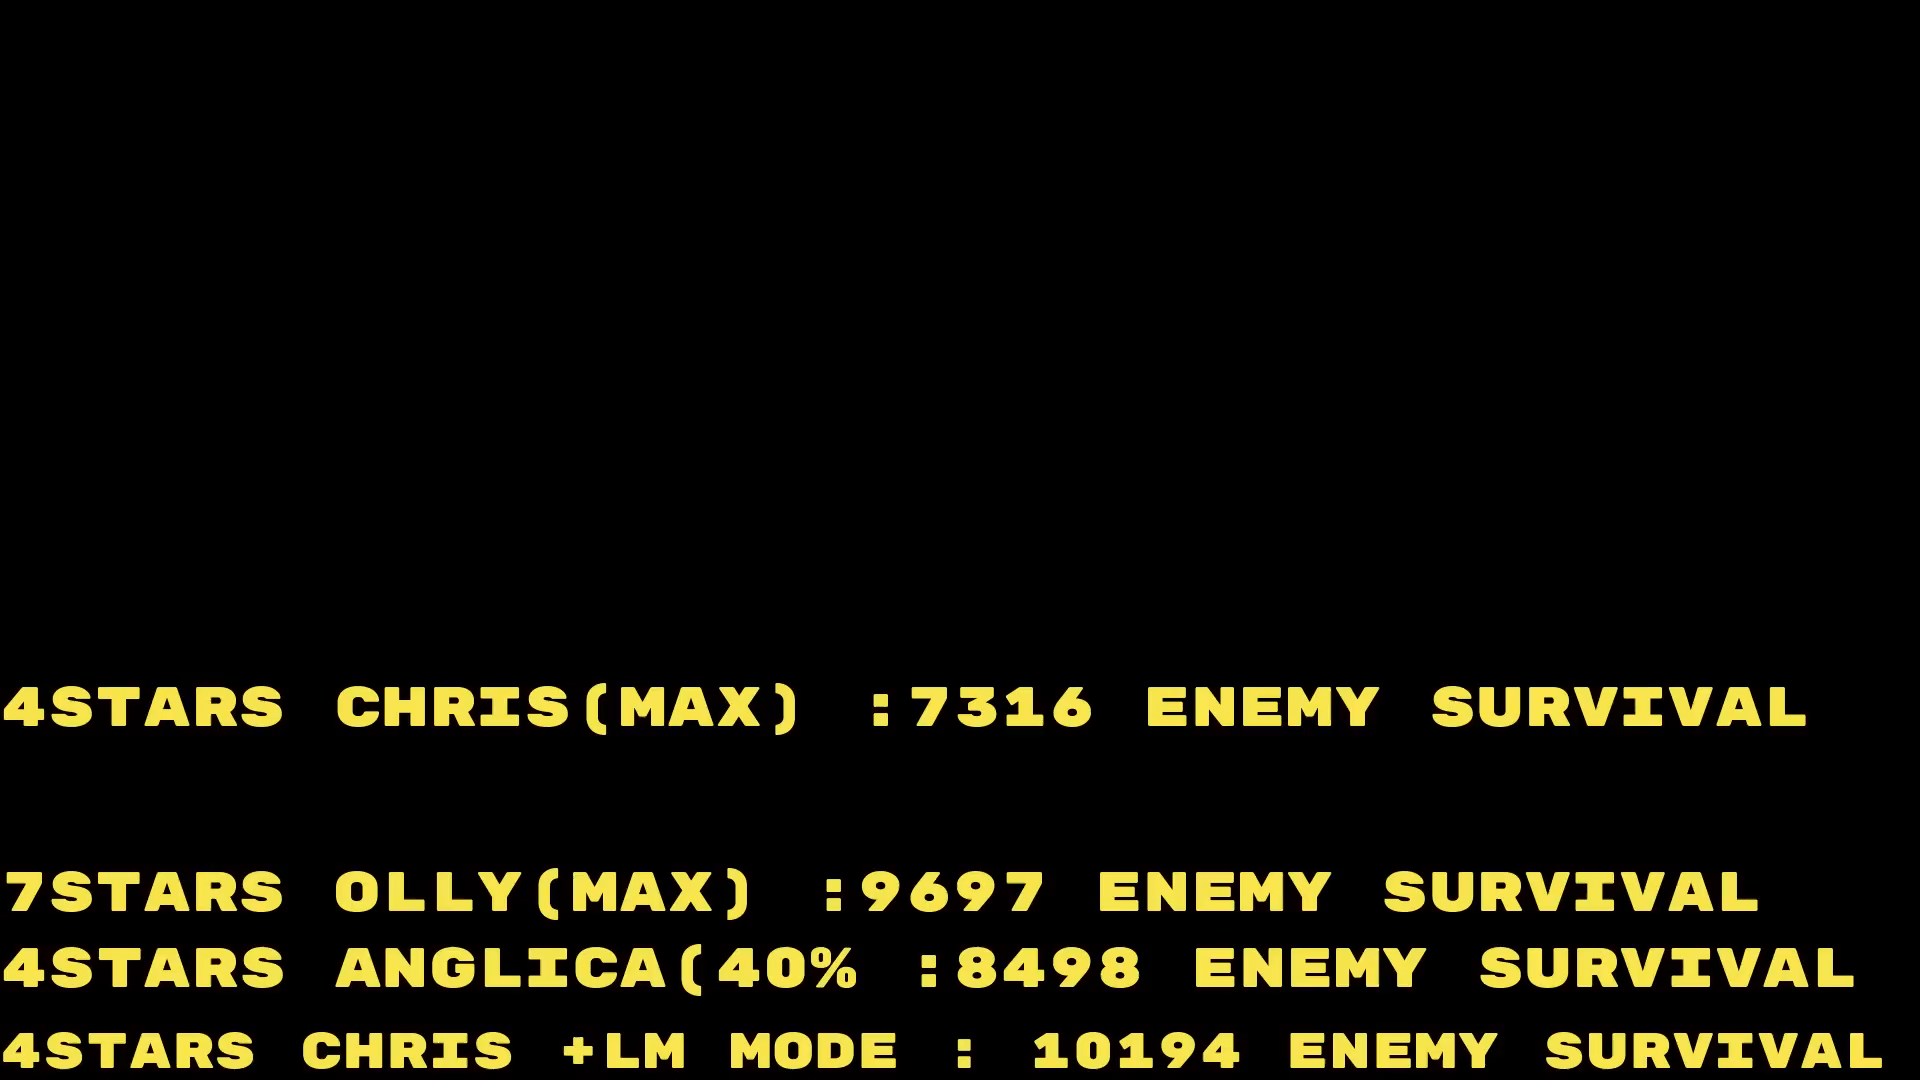 4STARS CHRIS(MAX) :7316 ENEMY SURVIVAL
7STARS OLLY(MAX) :9697 ENEMY SURVIVAL
4STARS ANGLICA(40% :8498 ENEMY SURVIVAL
4STARS CHRIS +LM MODE : 10194 ENEMY SURVIVAL